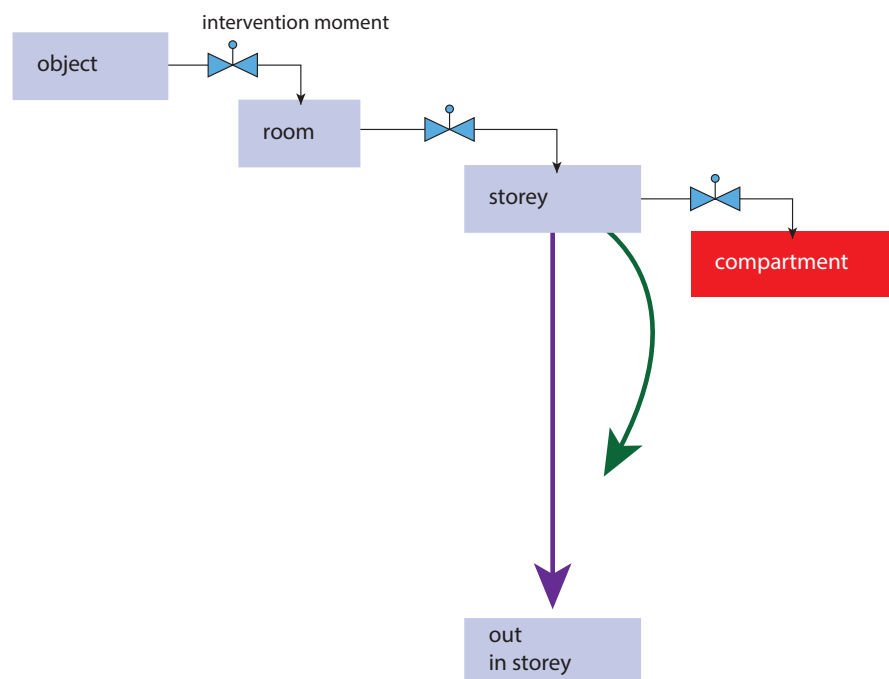 intervention moment
object
room
storey
compartment
out
in storey